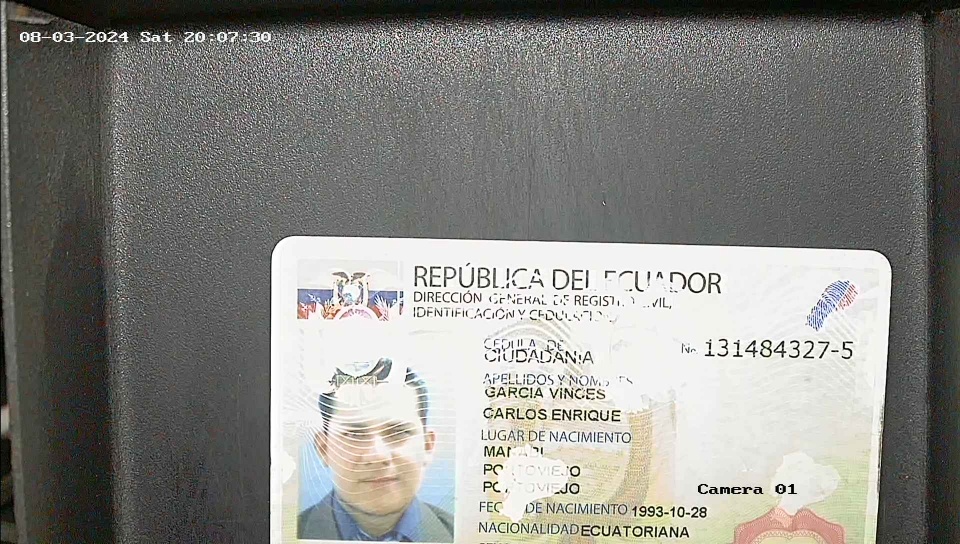 08-03-2024 Sat 20:07:30
REPÚBLICA DEL ECUADOR
DIRECCIÓN GENERAL DE REGISTRO CIVIL,
IDENTIFICACIÓN Y CEDULACIÓN
CÉDULA DE
CIUDADANÍA
No. 131484327-5
APELLIDOS Y NOMBRES
GARCIA VINCES
CARLOS ENRIQUE
LUGAR DE NACIMIENTO
MANABI
PORTOVIEJO
PORTOVIEJO
Camera 01
FECHA DE NACIMIENTO 1993-10-28
NACIONALIDAD ECUATORIANA